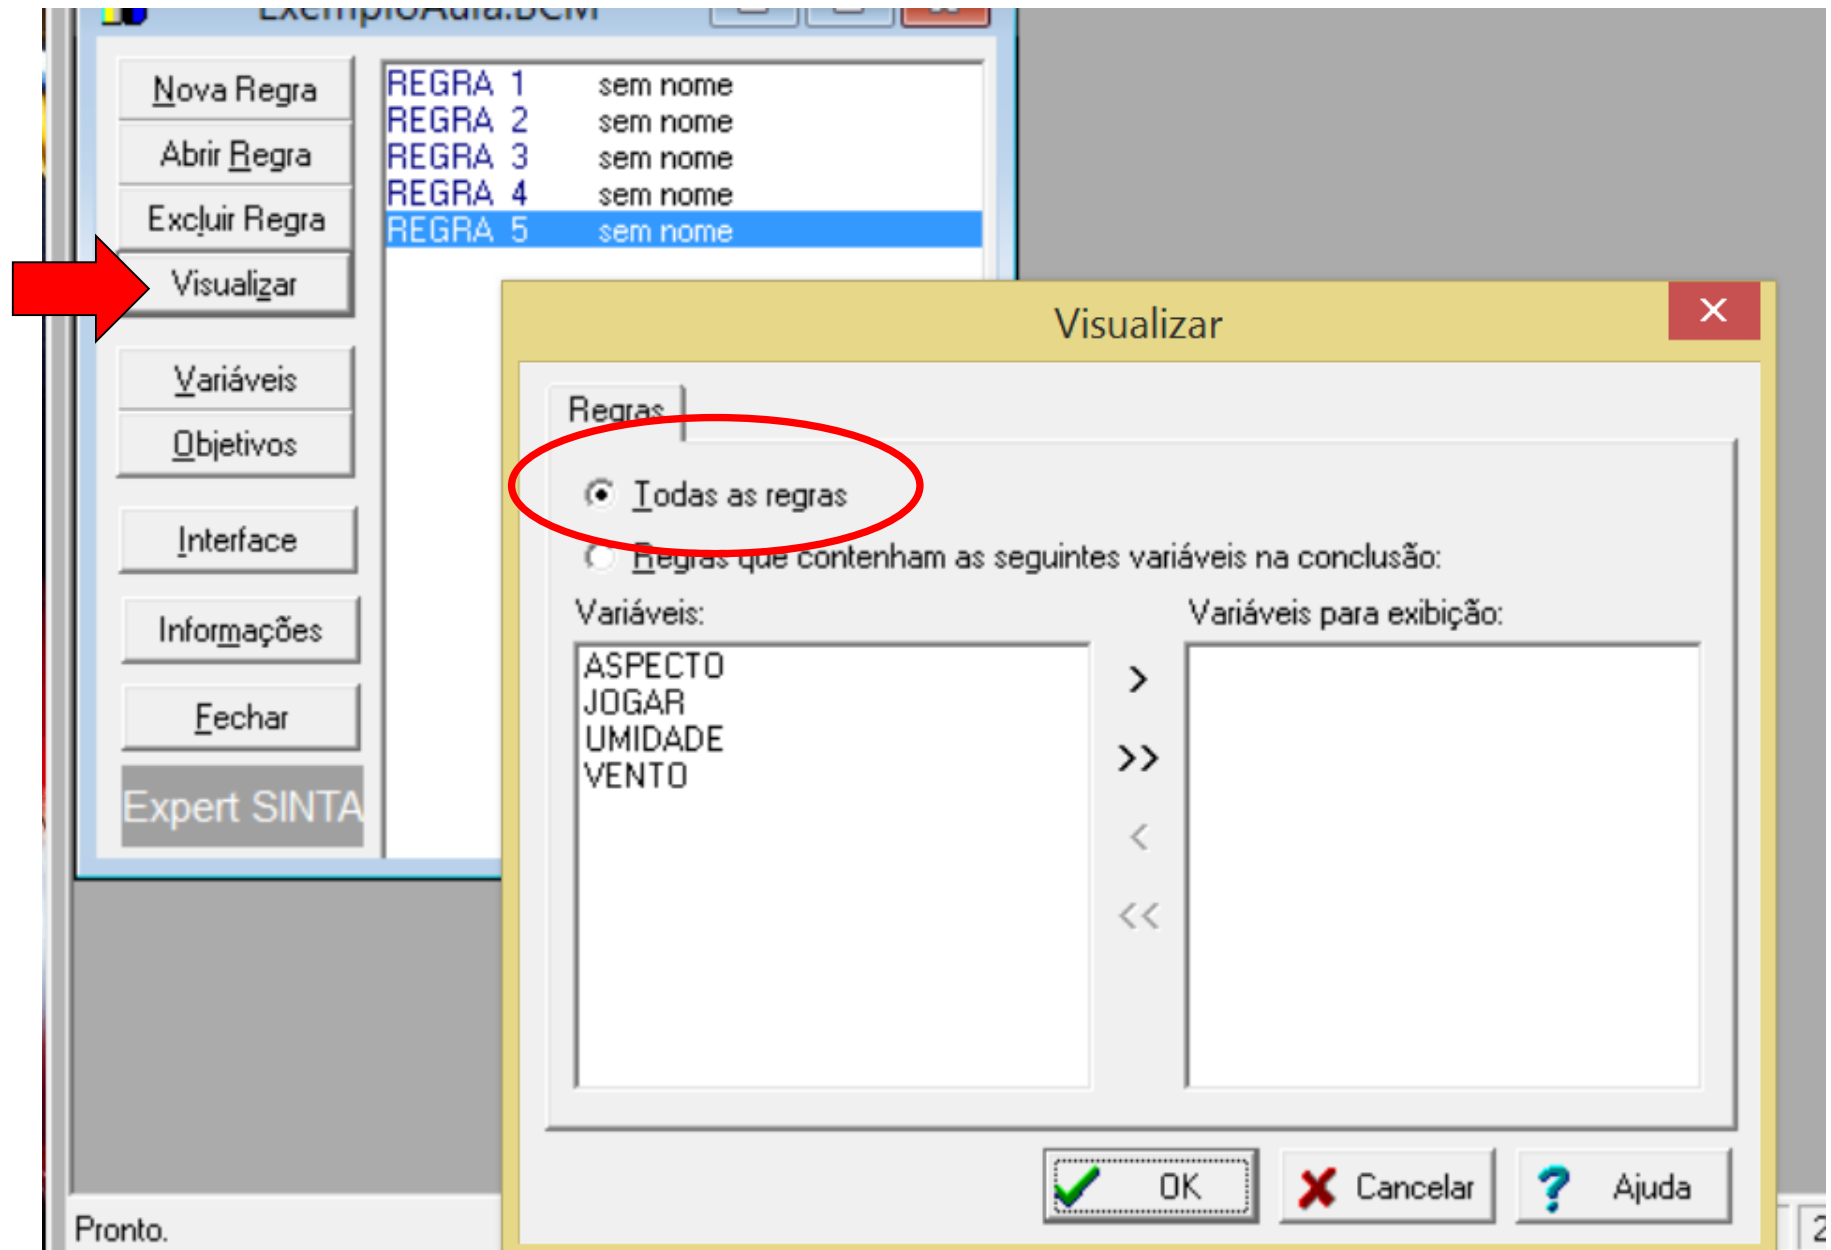 ExemploAula.BCM
Nova Regra
Abrir Regra
Excluir Regra
Visualizar
Variáveis
Objetivos
Interface
Informações
Fechar
Expert SINTA
REGRA 1 sem nome
REGRA 2 sem nome
REGRA 3 sem nome
REGRA 4 sem nome
REGRA 5 sem nome
Visualizar
Regras
Todas as regras
Regras que contenham as seguintes variáveis na conclusão:
Variáveis:
ASPECTO
JOGAR
UMIDADE
VENTO
>
>>
<
<<
Variáveis para exibição:
OK
Cancelar
? Ajuda
Pronto.